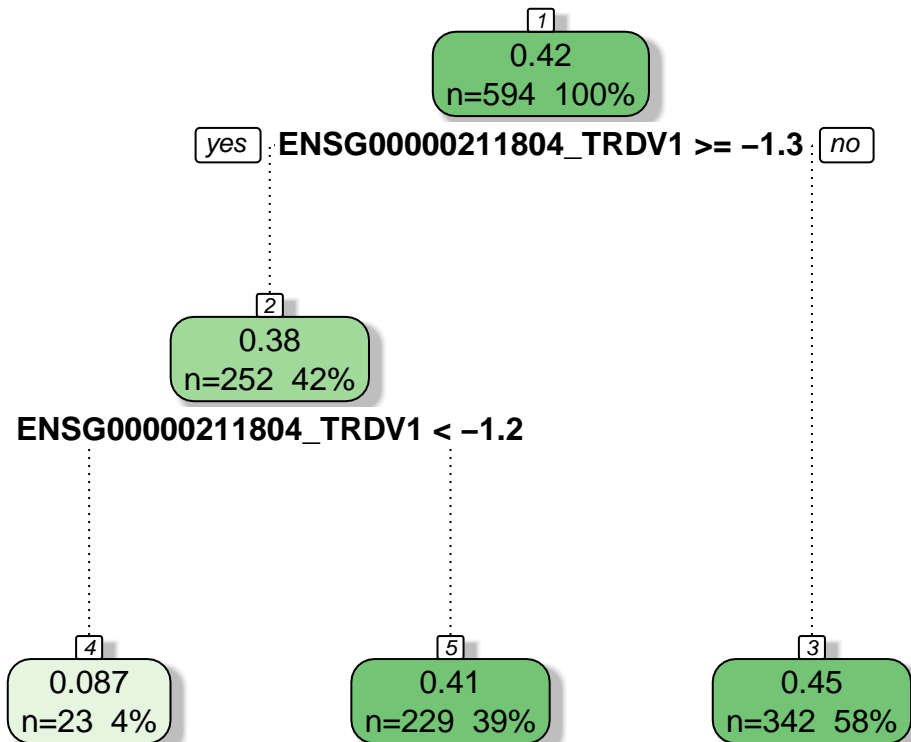 1
0.42
n=594 100%
yes ENSG00000211804_TRDV1 >= −1.3 no
2
0.38
n=252 42%
ENSG00000211804_TRDV1 < −1.2
4
0.087
n=23 4%
5
0.41
n=229 39%
3
0.45
n=342 58%